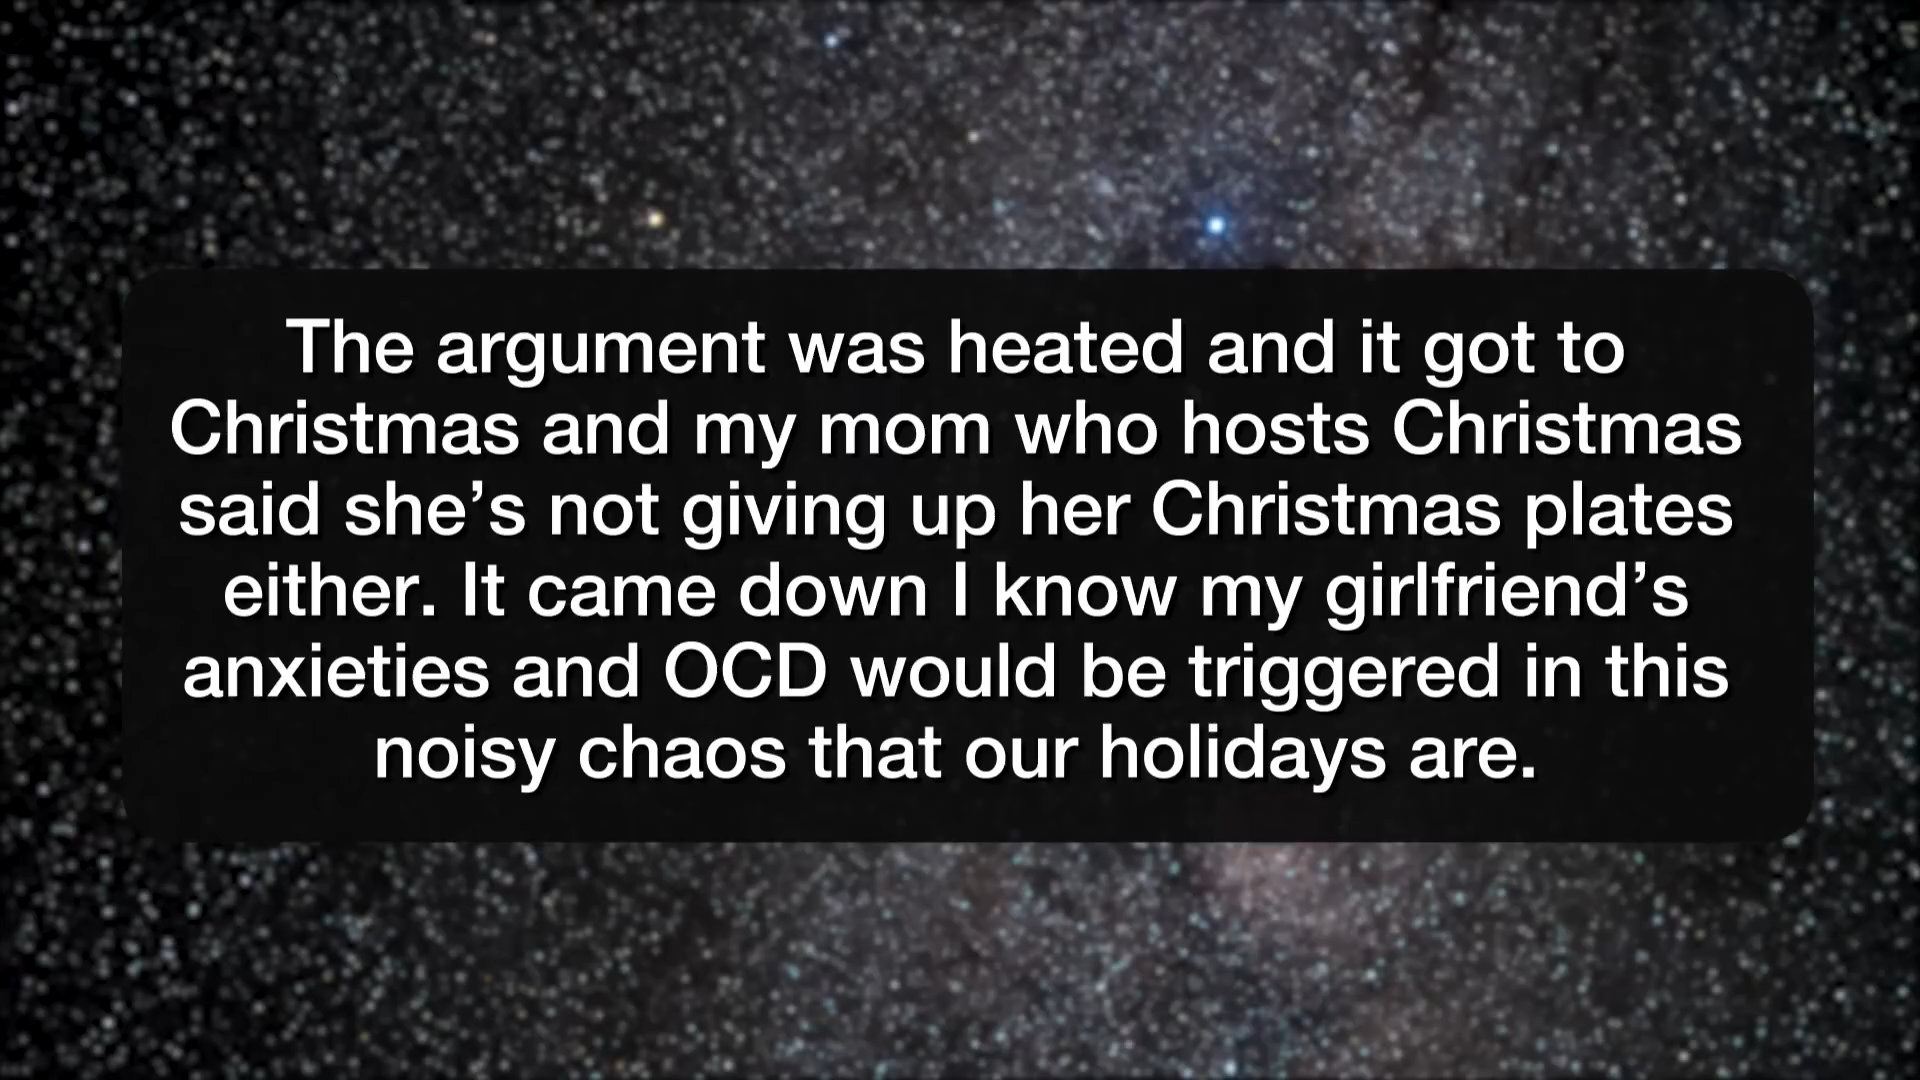 The argument was heated and it got to
Christmas and my mom who hosts Christmas
said she’s not giving up her Christmas plates
either. It came down I know my girlfriend’s
anxieties and OCD would be triggered in this
noisy chaos that our holidays are.